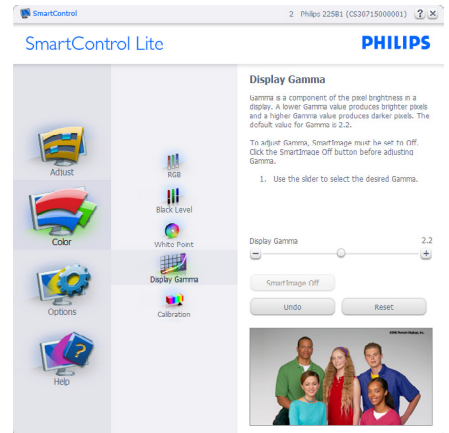 SmartControl
2 Philips 225B1 (CS30715000001) ? ×
SmartControl Lite
PHILIPS
Adjust
Color
Options
Help
RGB
Black Level
White Point
Display Gamma
Calibration
Display Gamma
Gamma is a component of the pixel brightness in a
display. A lower Gamma value produces brighter pixels
and a higher Gamma value produces darker pixels. The
default value for Gamma is 2.2.
To adjust Gamma, SmartImage must be set to Off.
Click the SmartImage Off button before adjusting
Gamma.
1. Use the slider to select the desired Gamma.
Display Gamma 2.2
SmartImage Off
Undo Reset